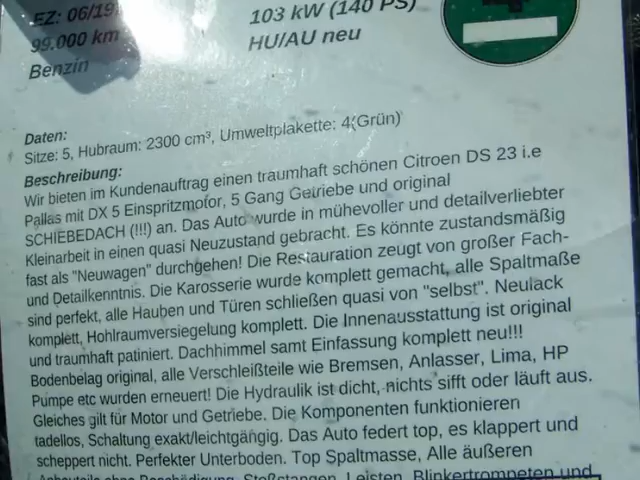 EZ: 06/19
103 kW (140 PS)
99.000 km
HU/AU neu
Benzin
Daten:
Sitze: 5, Hubraum: 2300 cm³, Umweltplakette: 4(Grün)
Beschreibung:
Wir bieten im Kundenauftrag einen traumhaft schönen Citroen DS 23 i.e
Pallas mit DX 5 Einspritzmotor, 5 Gang Getriebe und original
SCHIEBEDACH (!!!) an. Das Auto wurde in mühevoller und detailverliebter
Kleinarbeit in einen quasi Neuzustand gebracht. Es könnte zustandsmäßig
fast als "Neuwagen" durchgehen! Die Restauration zeugt von großer Fach-
und Detailkenntnis. Die Karosserie wurde komplett gemacht, alle Spaltmaße
sind perfekt, alle Hauben und Türen schließen quasi von "selbst". Neulack
komplett, Hohlraumversiegelung komplett. Die Innenausstattung ist original
und traumhaft patiniert. Dachhimmel samt Einfassung komplett neu!!!
Bodenbelag original, alle Verschleißteile wie Bremsen, Anlasser, Lima, HP
Pumpe etc wurden erneuert! Die Hydraulik ist dicht, nichts sifft oder läuft aus.
Gleiches gilt für Motor und Getriebe. Die Komponenten funktionieren
tadellos, Schaltung exakt/leichtgängig. Das Auto federt top, es klappert und
scheppert nicht. Perfekter Unterboden. Top Spaltmasse, Alle äußeren
Anbauteile ohne Beschädigung, Stoßstangen, Leisten, Blinkertrompeten und